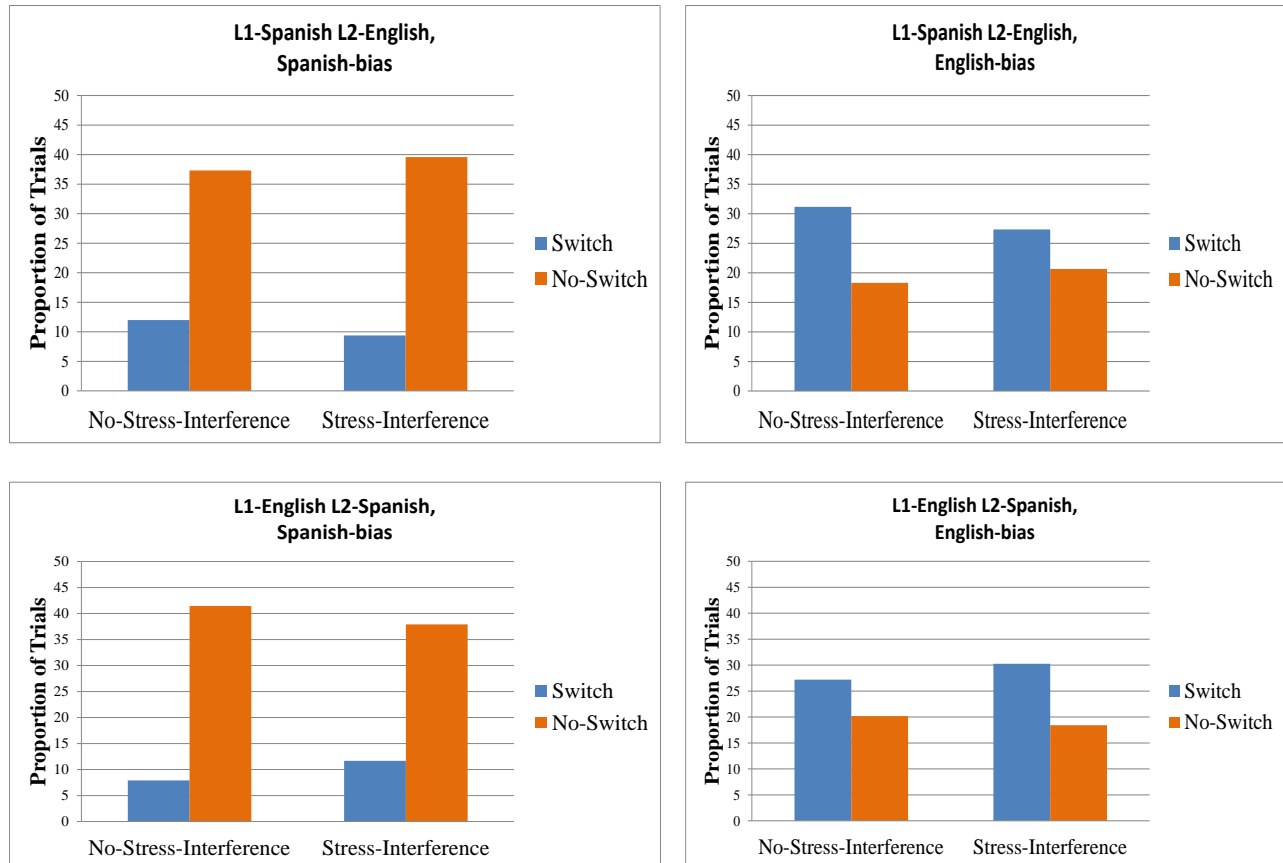 L1-Spanish L2-English,
Spanish-bias
Proportion of Trials
50
45
40
35
30
25
20
15
10
5
0
No-Stress-Interference Stress-Interference
Switch
No-Switch
L1-Spanish L2-English,
English-bias
Proportion of Trials
50
45
40
35
30
25
20
15
10
5
0
No-Stress-Interference Stress-Interference
Switch
No-Switch
L1-English L2-Spanish,
Spanish-bias
Proportion of Trials
50
45
40
35
30
25
20
15
10
5
0
No-Stress-Interference Stress-Interference
Switch
No-Switch
L1-English L2-Spanish,
English-bias
Proportion of Trials
50
45
40
35
30
25
20
15
10
5
0
No-Stress-Interference Stress-Interference
Switch
No-Switch